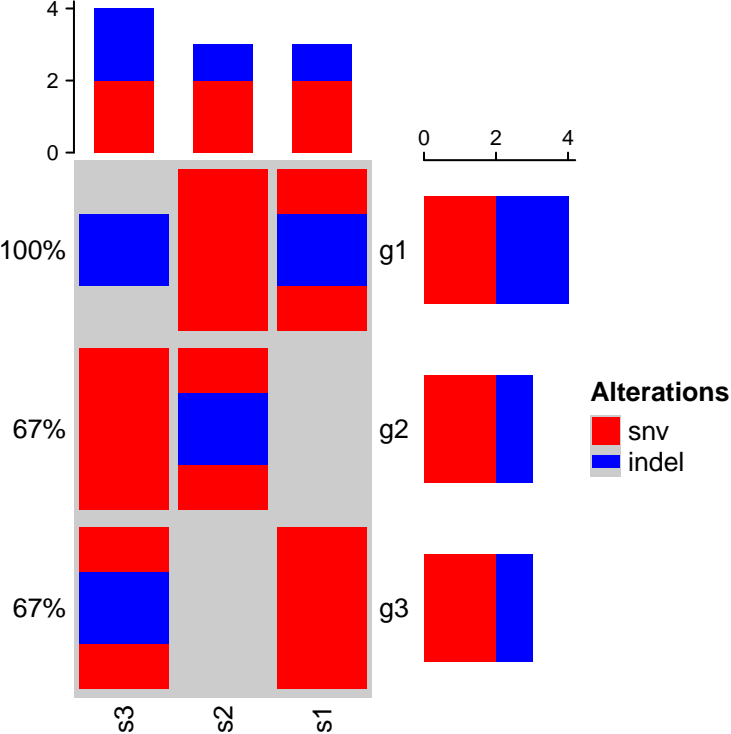 4
2
0
0 2 4
100% g1
67% g2
Alterations
snv
indel
67% g3
s3 s2 s1